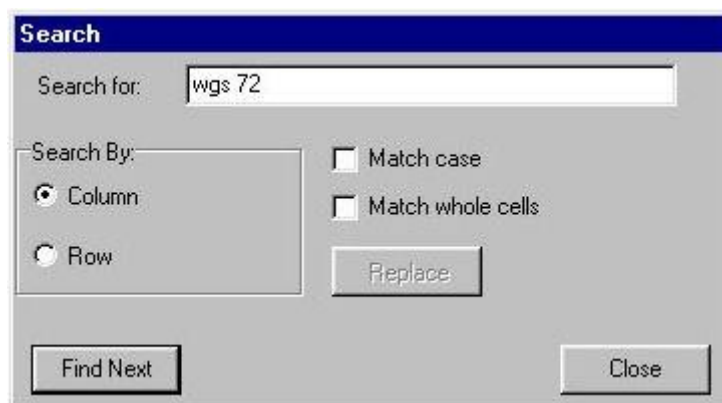 Search
Search for: wgs 72
Search By:
Match case
Column
Match whole cells
Row
Replace
Find Next Close